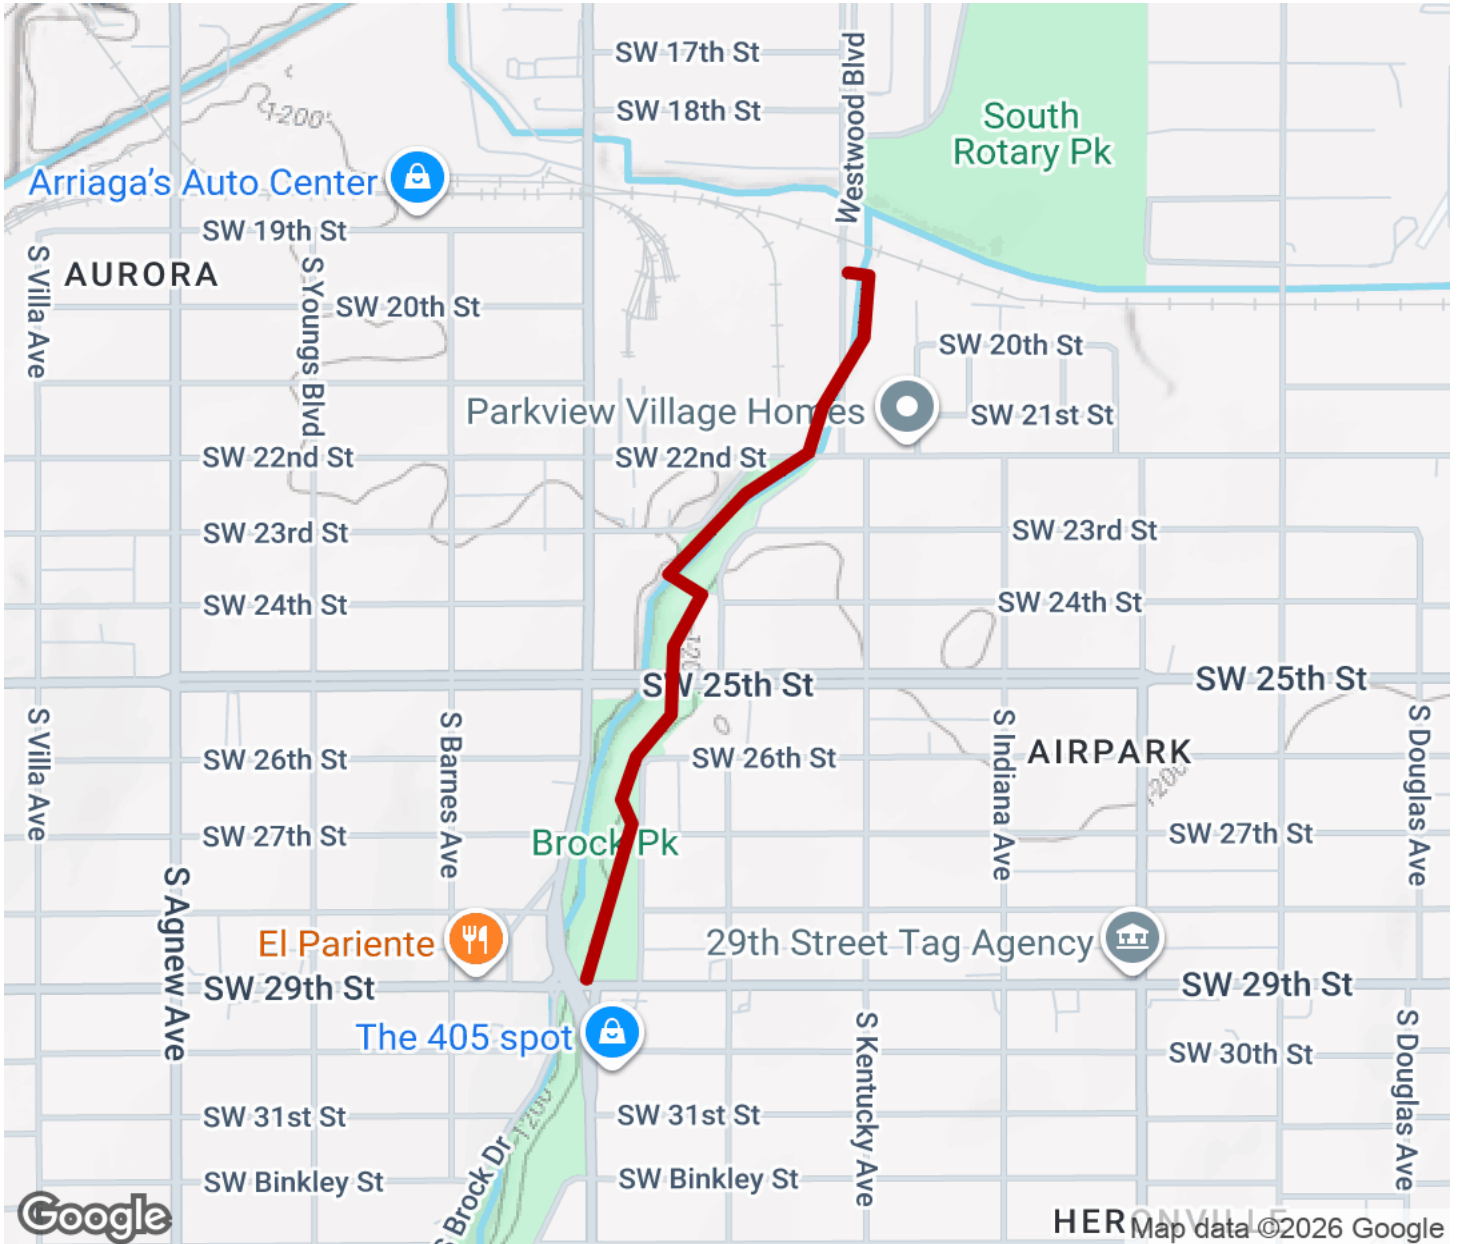 SW 17th St
Westwood Blvd
SW 18th St
1200'
South
Rotary Pk
Arriaga's Auto Center
SW 19th St
S Villa Ave
AURORA
S Youngs Blvd
SW 20th St
SW 20th St
Parkview Village Homes
SW 21st St
SW 22nd St
SW 22nd St
SW 23rd St
SW 23rd St
SW 24th St
SW 24th St
SW 25th St
SW 25th St
S Villa Ave
S Barnes Ave
S Indiana Ave
S Douglas Ave
SW 26th St
SW 26th St
AIRPARK
1200'
SW 27th St
Brock Pk
SW 27th St
S Agnew Ave
El Pariente
29th Street Tag Agency
SW 29th St
SW 29th St
The 405 spot
S Kentucky Ave
S Douglas Ave
SW 30th St
SW 31st St
1200'
SW 31st St
S Brock Dr
SW Binkley St
SW Binkley St
Google
Map data ©2026 Google